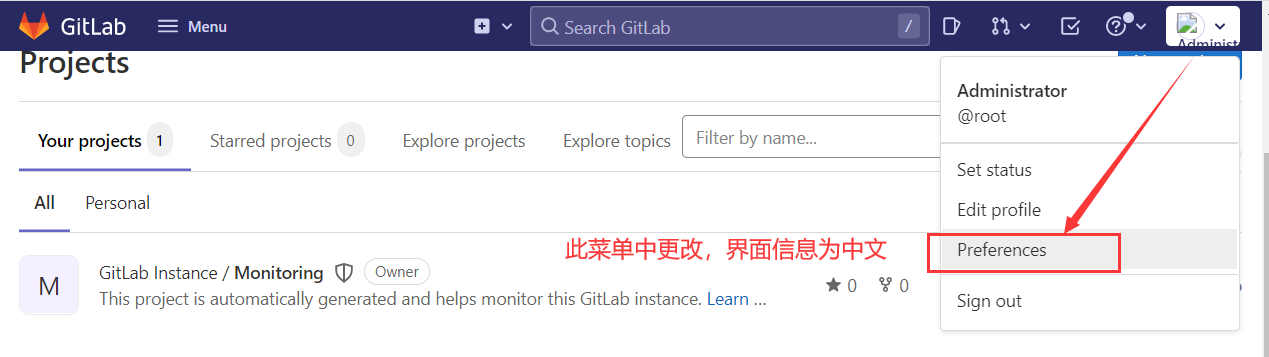 GitLab
Menu
Search GitLab
/
Administ
Projects
Administrator
@root
Your projects 1
Starred projects 0
Explore projects
Explore topics
Filter by name...
Set status
Edit profile
Preferences
Sign out
All
Personal
此菜单中更改，界面信息为中文
M
GitLab Instance / Monitoring
Owner
This project is automatically generated and helps monitor this GitLab instance. Learn ...
0
0